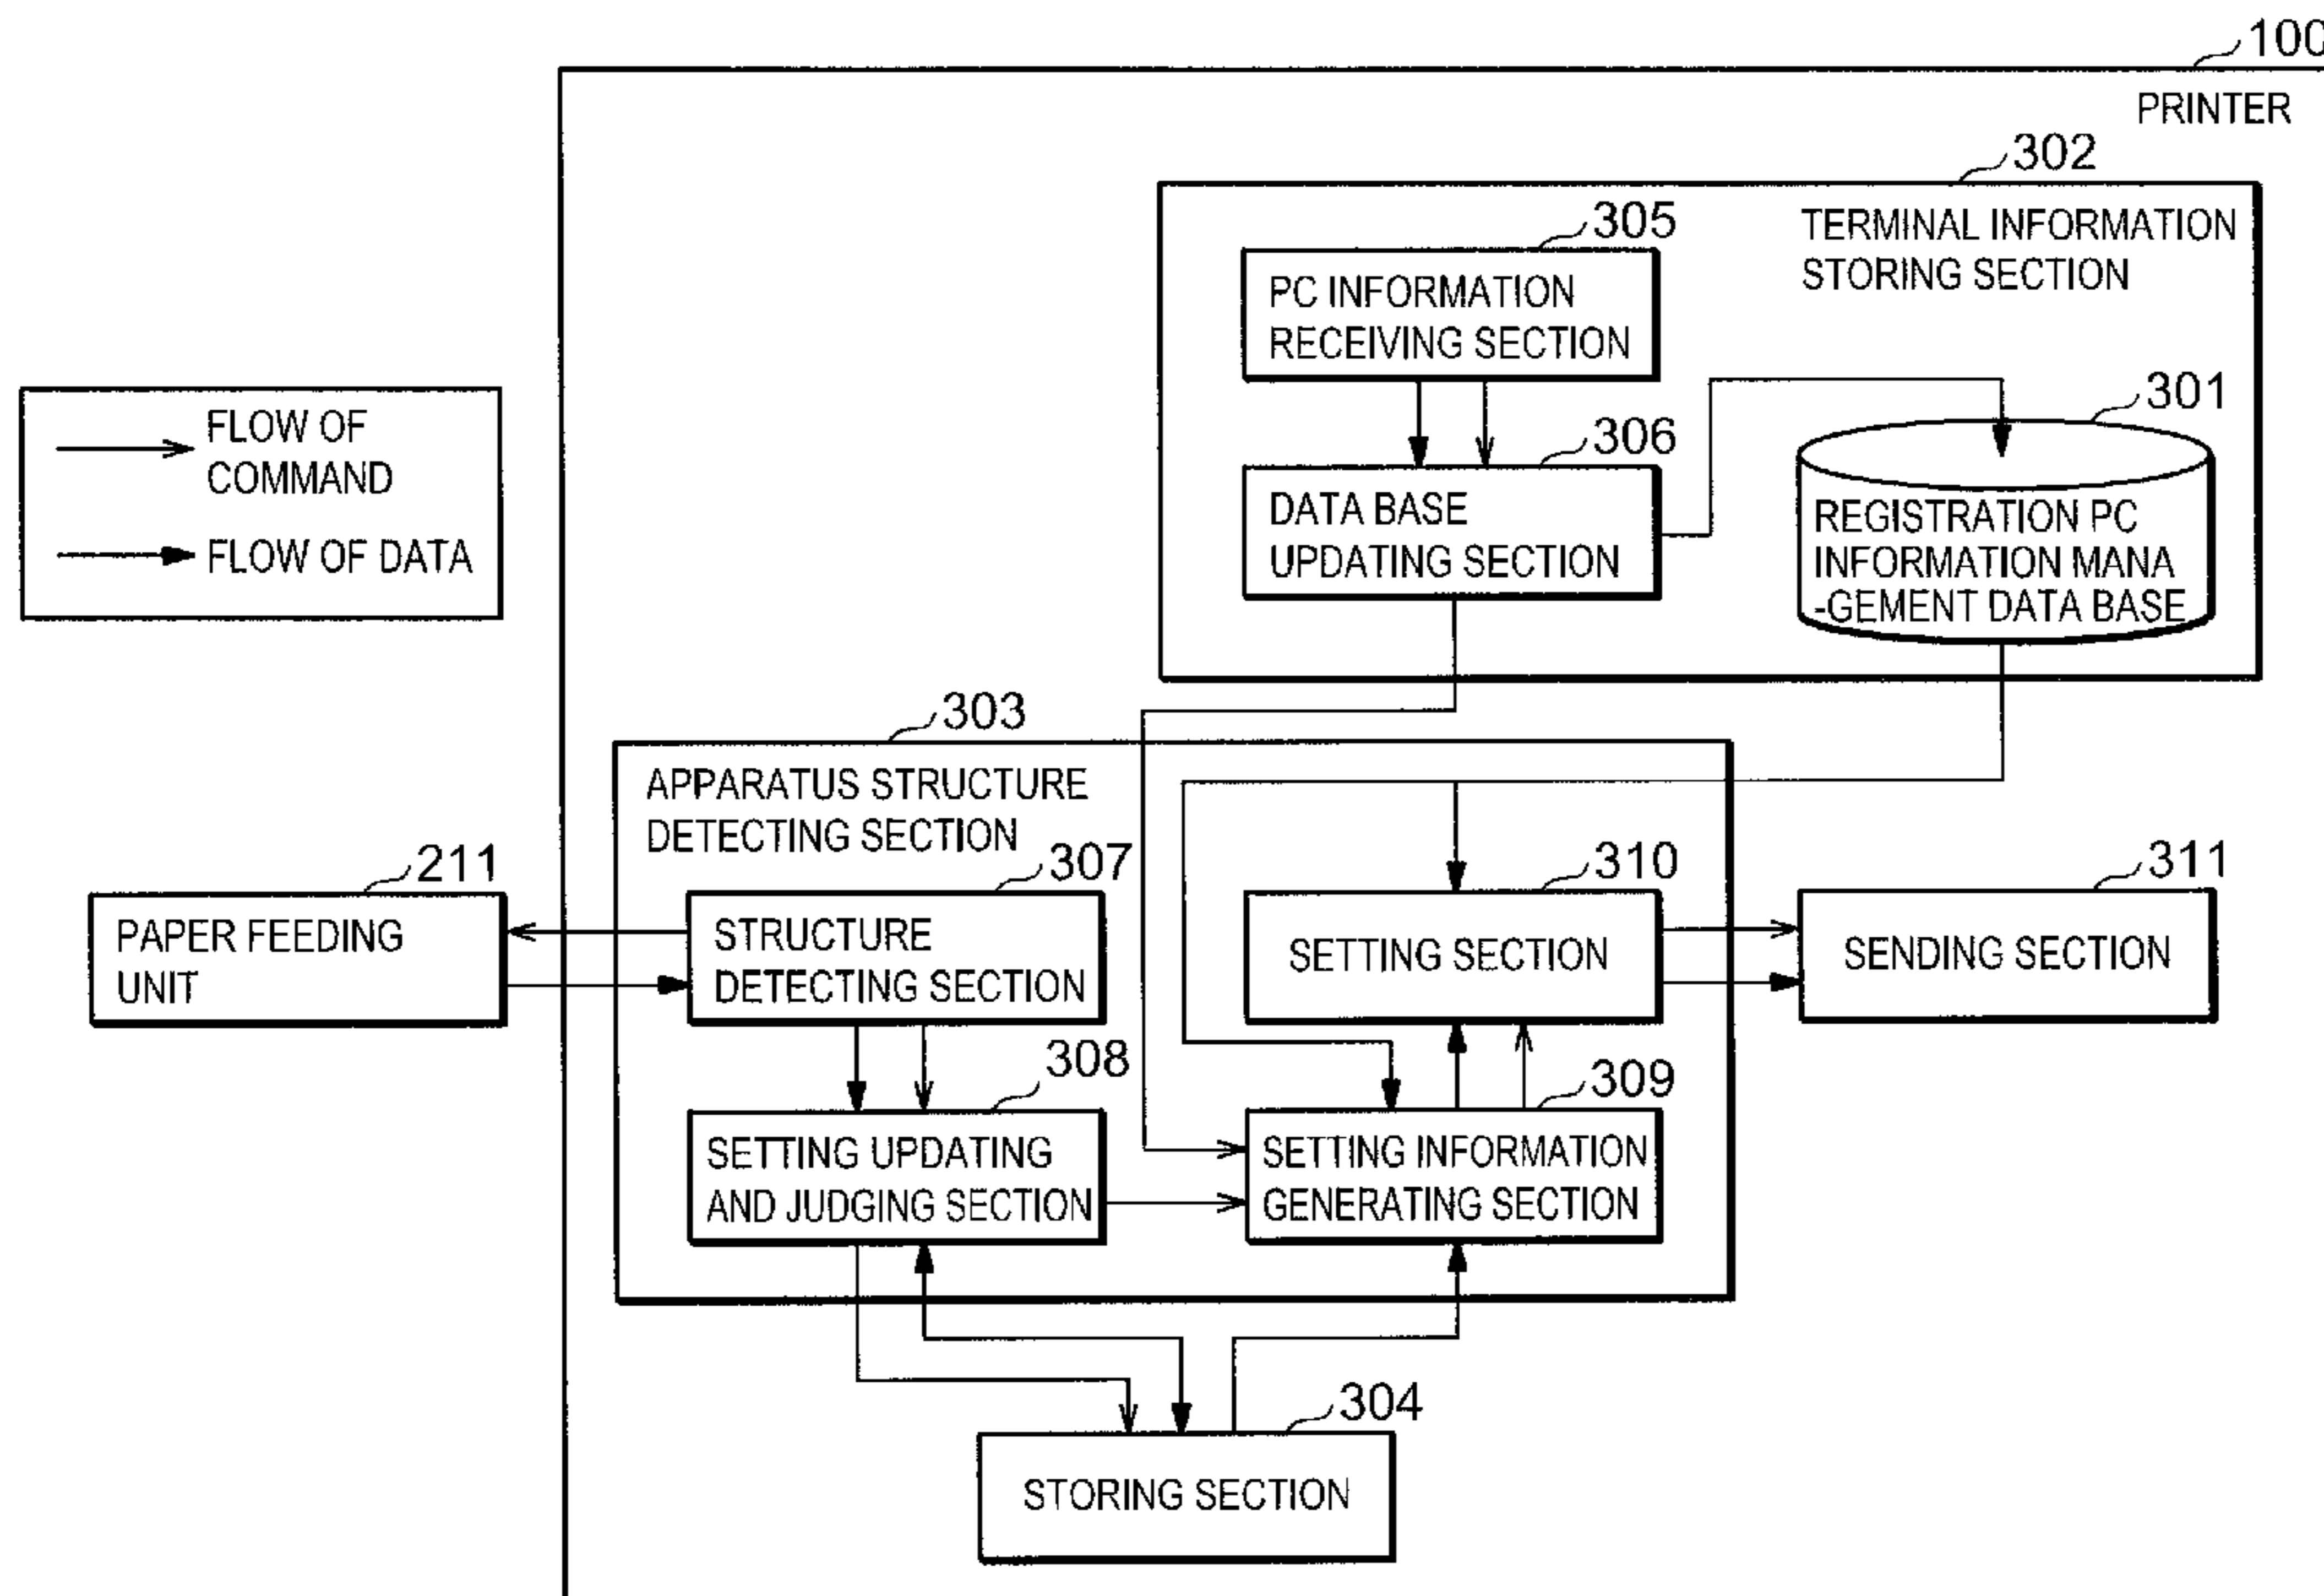 100
PRINTER
302
TERMINAL INFORMATION
STORING SECTION
305
PC INFORMATION
RECEIVING SECTION
301
REGISTRATION PC
INFORMATION MANA
-GEMENT DATA BASE
306
DATA BASE
UPDATING SECTION
FLOW OF
COMMAND
FLOW OF DATA
303
APPARATUS STRUCTURE
DETECTING SECTION
211
PAPER FEEDING
UNIT
307
STRUCTURE
DETECTING SECTION
310
SETTING SECTION
311
SENDING SECTION
308
SETTING UPDATING
AND JUDGING SECTION
309
SETTING INFORMATION
GENERATING SECTION
304
STORING SECTION